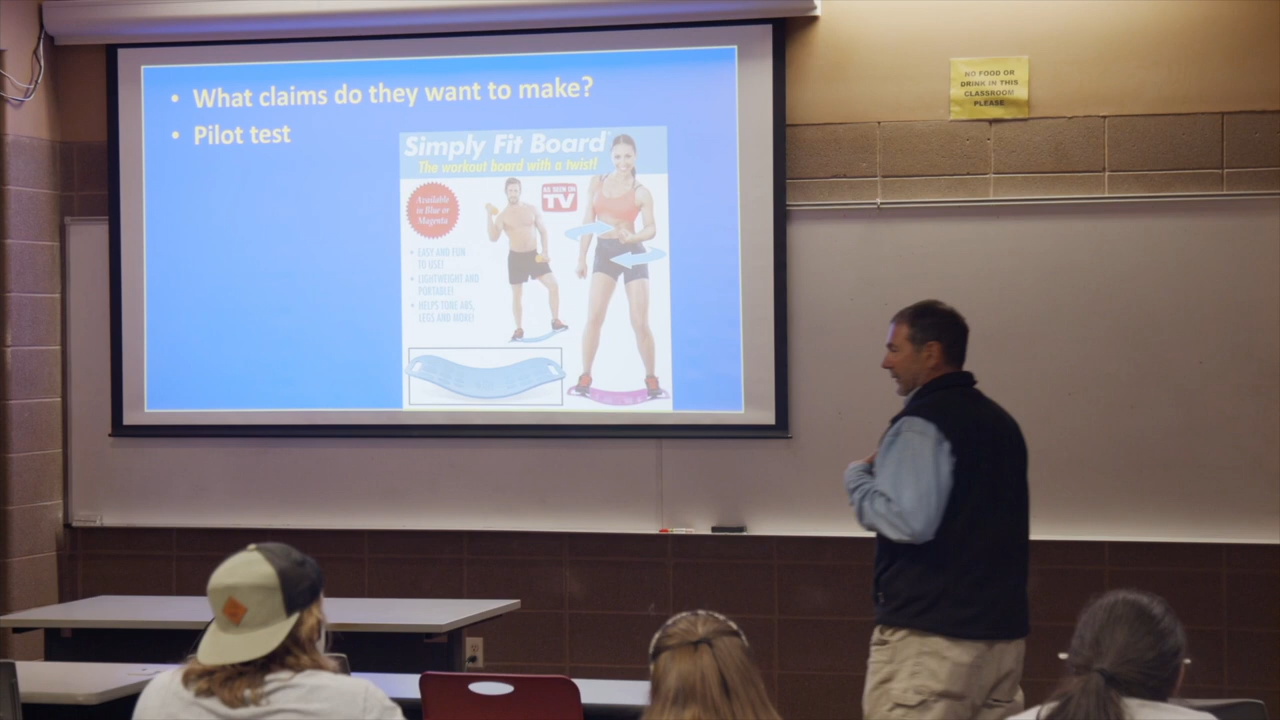 • What claims do they want to make?
• Pilot test
Simply Fit Board
The workout board with a twist!
Available
in Blue or
Magenta
AS SEEN ON
TV
• EASY AND FUN
TO USE!
• LIGHTWEIGHT AND
PORTABLE!
• HELPS TONE ABS,
LEGS AND MORE!
NO FOOD OR
DRINK IN THIS
CLASSROOM
PLEASE